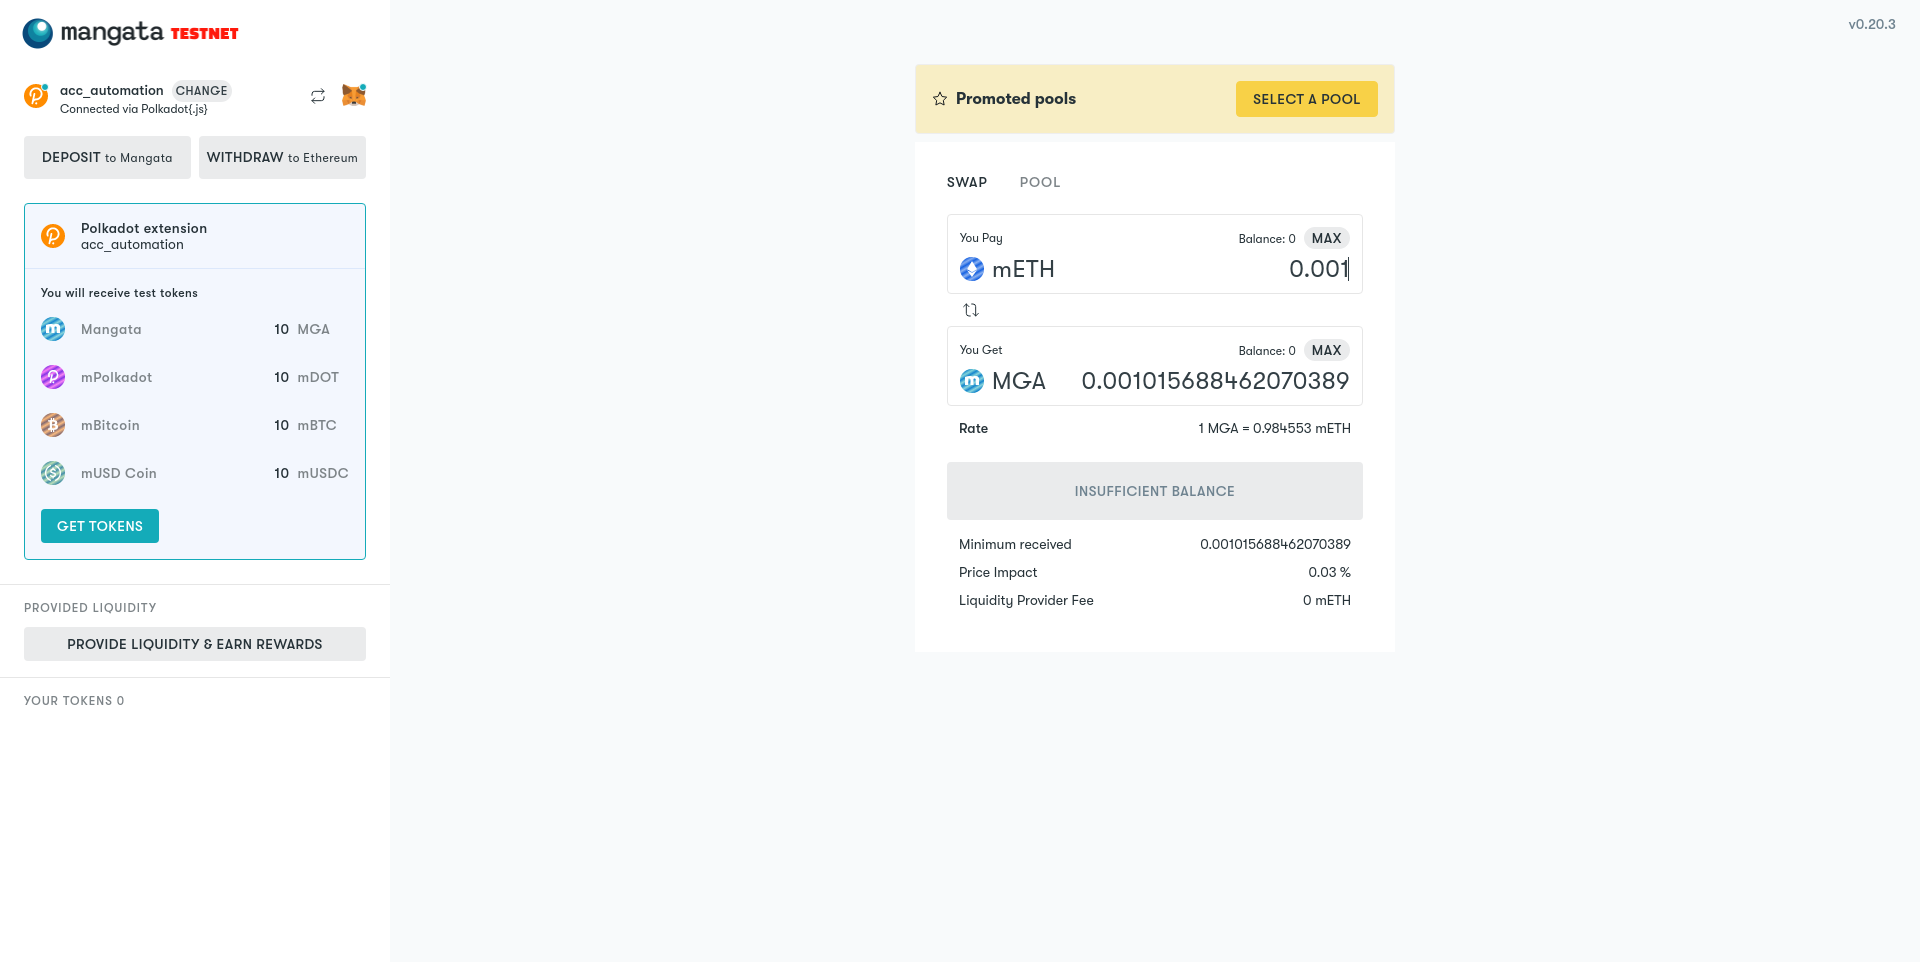 mangata TESTNET
v0.20.3
acc_automation CHANGE
Connected via Polkadot{.js}
DEPOSIT to Mangata
WITHDRAW to Ethereum
Polkadot extension
acc_automation
You will receive test tokens
Mangata 10 MGA
mPolkadot 10 mDOT
mBitcoin 10 mBTC
mUSD Coin 10 mUSDC
GET TOKENS
PROVIDED LIQUIDITY
PROVIDE LIQUIDITY & EARN REWARDS
YOUR TOKENS 0
Promoted pools
SELECT A POOL
SWAP POOL
You Pay Balance: 0 MAX
mETH 0.001
You Get Balance: 0 MAX
MGA 0.001015688462070389
Rate 1 MGA = 0.984553 mETH
INSUFFICIENT BALANCE
Minimum received 0.001015688462070389
Price Impact 0.03 %
Liquidity Provider Fee 0 mETH